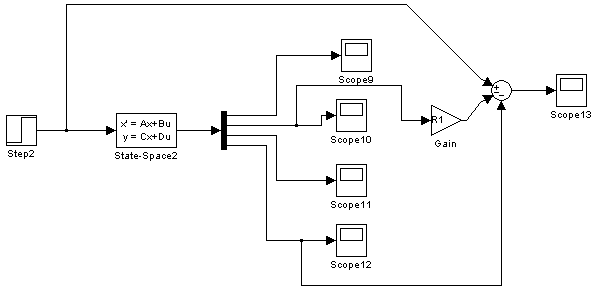 Scope9
Scope13
x' = Ax+Bu
y = Cx+Du
R1
Step2
State-Space2
Scope10
Gain
Scope11
Scope12